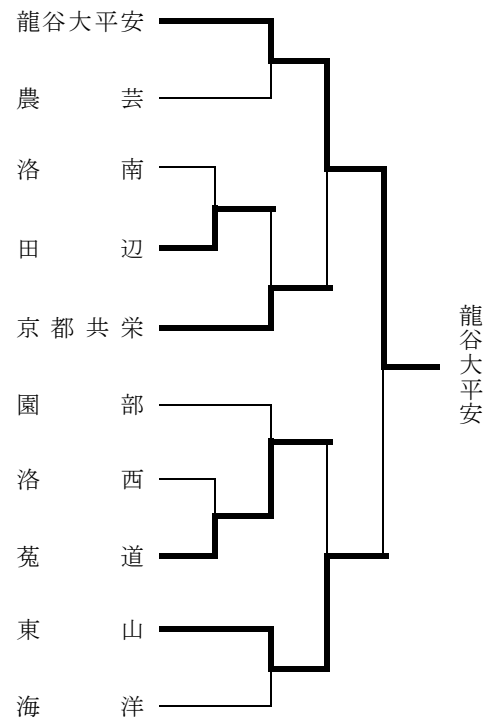 龍谷大平安
農芸
洛南
田辺
京都共栄
園部
洛西
莵道
東山
海洋
龍谷大平安